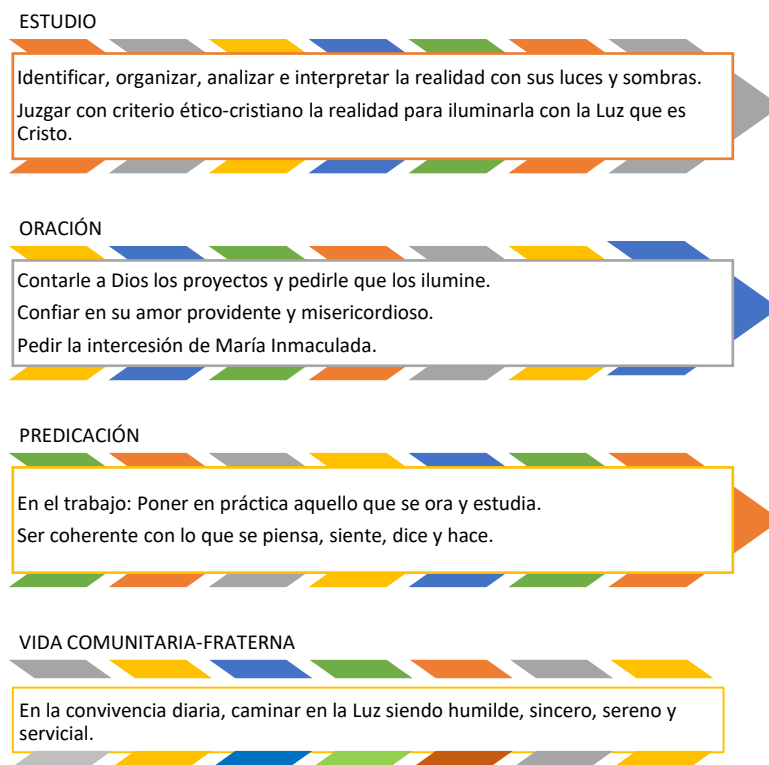 ESTUDIO
Identificar, organizar, analizar e interpretar la realidad con sus luces y sombras.
Juzgar con criterio ético-cristiano la realidad para iluminarla con la Luz que es
Cristo.
ORACIÓN
Contarle a Dios los proyectos y pedirle que los ilumine.
Confiar en su amor providente y misericordioso.
Pedir la intercesión de María Inmaculada.
PREDICACIÓN
En el trabajo: Poner en práctica aquello que se ora y estudia.
Ser coherente con lo que se piensa, siente, dice y hace.
VIDA COMUNITARIA-FRATERNA
En la convivencia diaria, caminar en la Luz siendo humilde, sincero, sereno y
servicial.